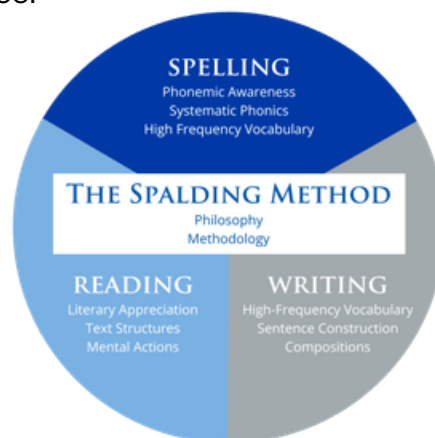 SPELLING
Phonemic Awareness
Systematic Phonics
High Frequency Vocabulary
THE SPALDING METHOD
Philosophy
Methodology
READING
Literary Appreciation
Text Structures
Mental Actions
WRITING
High-Frequency Vocabulary
Sentence Construction
Compositions